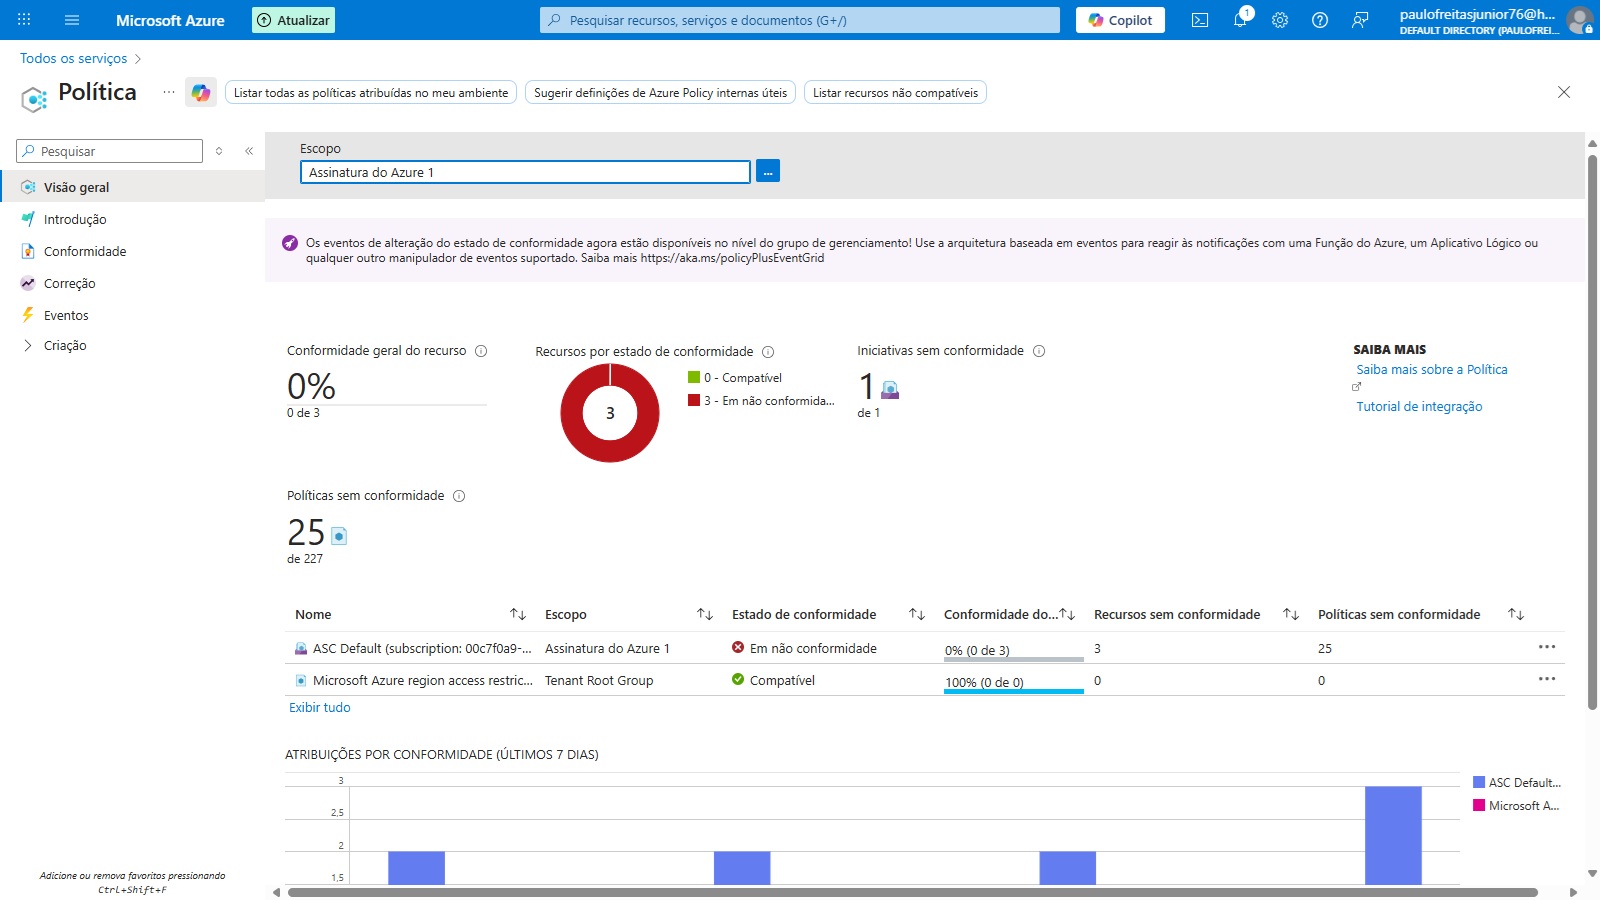 Microsoft Azure
Atualizar
Pesquisar recursos, serviços e documentos (G+/)
Copilot
1
paulofreitasjunior76@h...
DEFAULT DIRECTORY (PAULOFREI...
Todos os serviços
Política
...
Listar todas as políticas atribuídas no meu ambiente
Sugerir definições de Azure Policy internas úteis
Listar recursos não compatíveis
Pesquisar
Visão geral
Introdução
Conformidade
Correção
Eventos
Criação
Adicione ou remova favoritos pressionando
Ctrl+Shift+F
Escopo
Assinatura do Azure 1
...
Os eventos de alteração do estado de conformidade agora estão disponíveis no nível do grupo de gerenciamento! Use a arquitetura baseada em eventos para reagir às notificações com uma Função do Azure, um Aplicativo Lógico ou
qualquer outro manipulador de eventos suportado. Saiba mais https://aka.ms/policyPlusEventGrid
Conformidade geral do recurso
0%
0 de 3
Recursos por estado de conformidade
3
0 - Compatível
3 - Em não conformida...
Iniciativas sem conformidade
1
de 1
SAIBA MAIS
Saiba mais sobre a Política
Tutorial de integração
Políticas sem conformidade
25
de 227
Nome Escopo Estado de conformidade Conformidade do... Recursos sem conformidade Políticas sem conformidade
ASC Default (subscription: 00c7f0a9-... Assinatura do Azure 1 Em não conformidade 0% (0 de 3) 3 25 ...
Microsoft Azure region access restric... Tenant Root Group Compatível 100% (0 de 0) 0 0 ...
Exibir tudo
ATRIBUIÇÕES POR CONFORMIDADE (ÚLTIMOS 7 DIAS)
3
2,5
2
1,5
ASC Default...
Microsoft A...